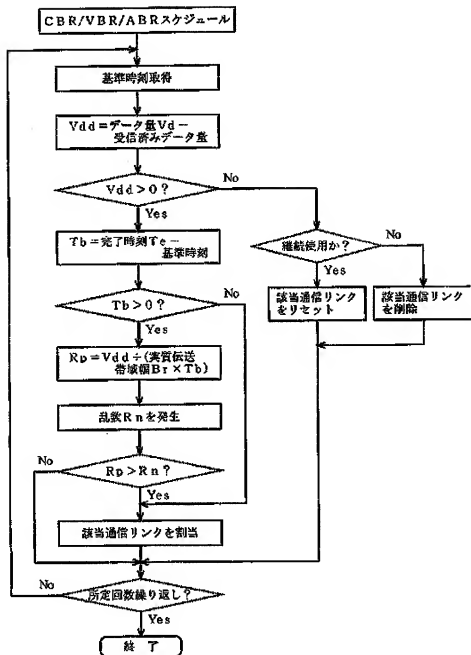 CBR/VBR/ABRスケジュール
基準時刻取得
Vdd=データ量Vd−
受信済みデータ量
Vdd>0?
No
Yes
Tb=完了時刻Te−
基準時刻
継続使用か?
No
Yes
Tb>0?
No
Yes
該当通信リンク
をリセット
該当通信リンク
を削除
Rp=Vdd÷(実質伝送
帯域幅Br×Tb)
乱数Rnを発生
No
Rp>Rn?
Yes
該当通信リンクを割当
No
所定回数繰り返し?
Yes
終了